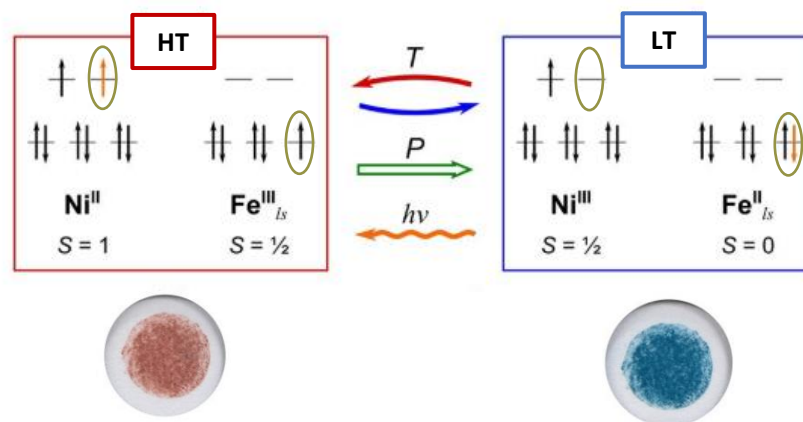 HT
LT
T
P
hν
Ni^II
Fe^III_ls
S = 1
S = ½
Ni^III
Fe^II_ls
S = ½
S = 0